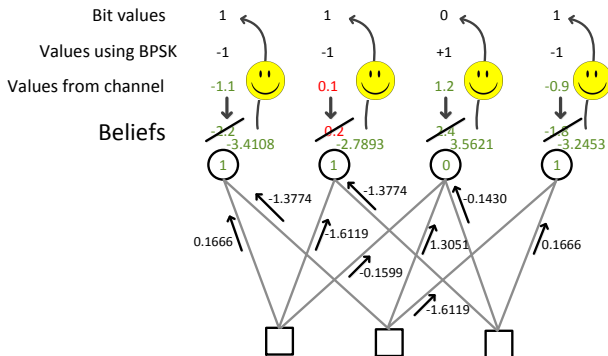 Bit values 1 1 0 1
Values using BPSK -1 -1 +1 -1
Values from channel -1.1 0.1 1.2 -0.9
Beliefs -2.2 0.2 2.4 -1.8
-3.4108 -2.7893 3.5621 -3.2453
1 1 0 1
-1.3774 -1.3774 -0.1430
0.1666 -1.6119 1.3051 0.1666
-0.1599
-1.6119